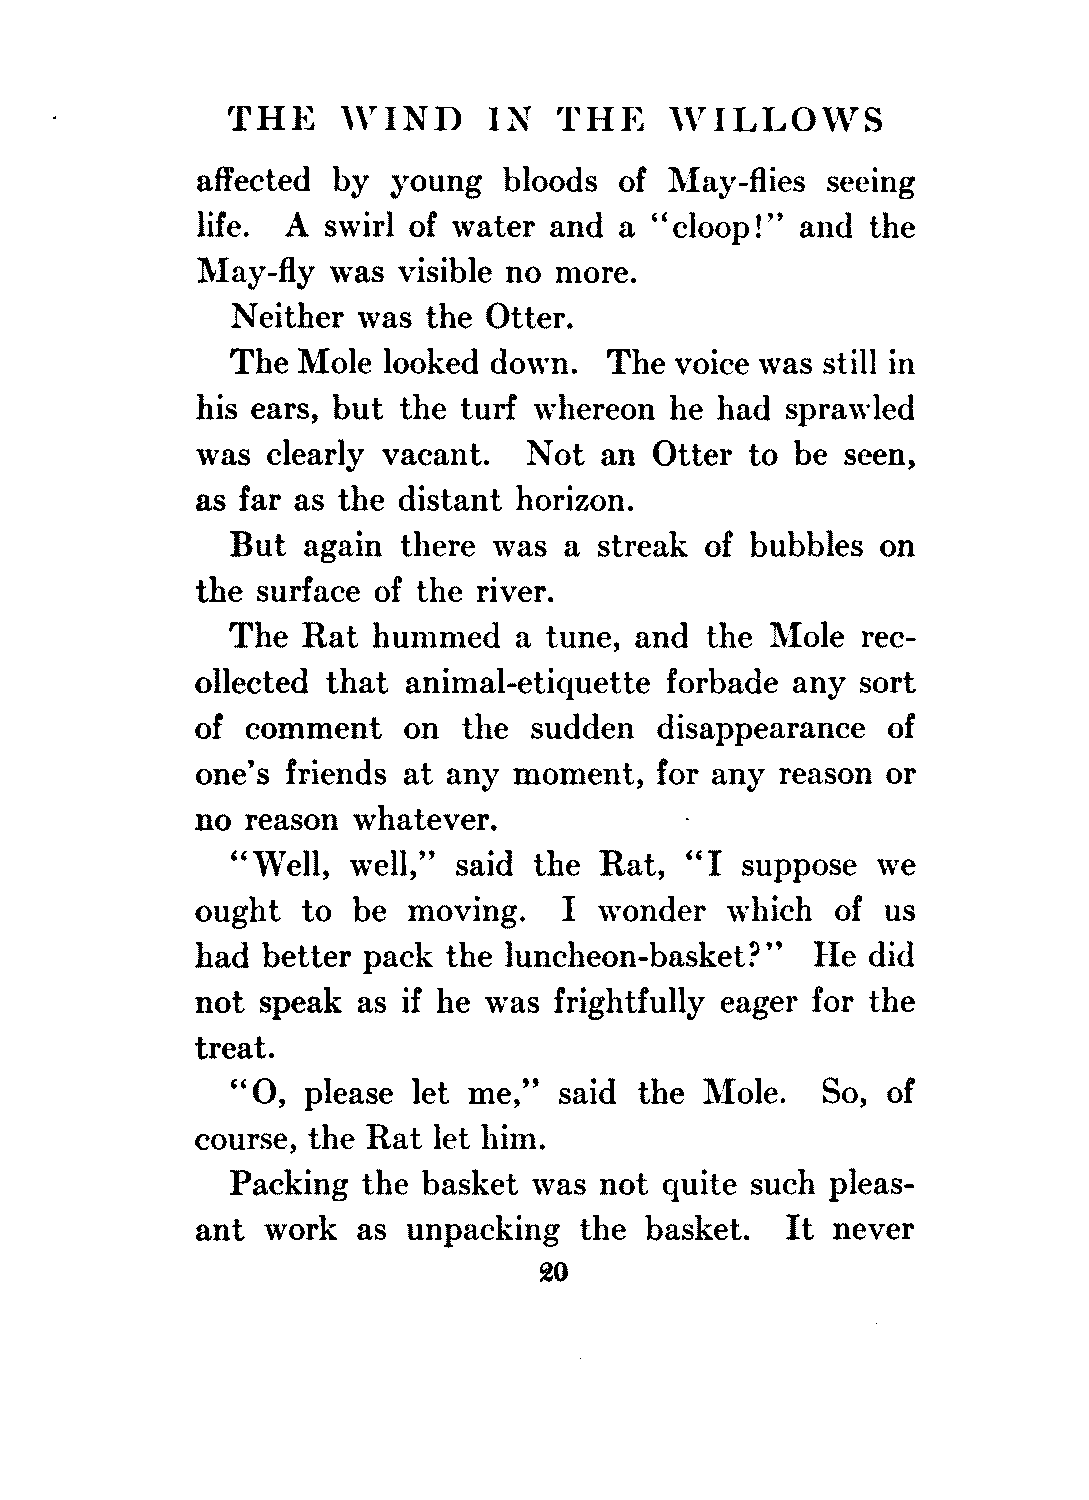 THE WIND IN THE WILLOWS
affected by young bloods of May-flies seeing
life. A swirl of water and a "cloop!" and the
May-fly was visible no more.
Neither was the Otter.
The Mole looked down. The voice was still in
his ears, but the turf whereon he had sprawled
was clearly vacant. Not an Otter to be seen,
as far as the distant horizon.
But again there was a streak of bubbles on
the surface of the river.
The Rat hummed a tune, and the Mole rec-
ollected that animal-etiquette forbade any sort
of comment on the sudden disappearance of
one's friends at any moment, for any reason or
no reason whatever.
"Well, well," said the Rat, "I suppose we
ought to be moving. I wonder which of us
had better pack the luncheon-basket?" He did
not speak as if he was frightfully eager for the
treat.
"O, please let me," said the Mole. So, of
course, the Rat let him.
Packing the basket was not quite such pleas-
ant work as unpacking the basket. It never
20